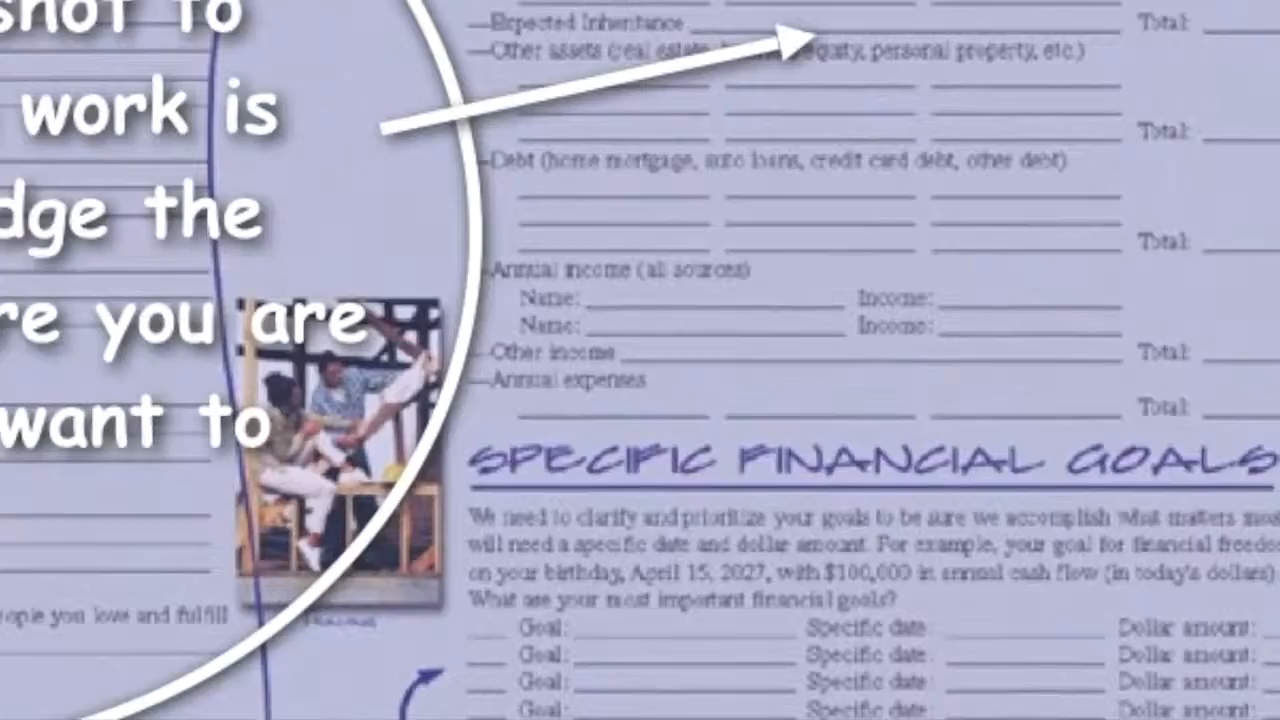 shot to
work is
dge the
re you are
want to
eople you love and fulfill
Expected Inheritance Total:
Other assets (real estate, equity, personal property, etc.)
Total:
Debt (home mortgage, auto loans, credit card debt, other debt)
Total:
Annual income (all sources)
Name: Income:
Name: Income:
Other income Total:
Annual expenses
Total:
SPECIFIC FINANCIAL GOALS
We need to clarify and prioritize your goals to be sure we accomplish what matters mos
will need a specific date and dollar amount. For example, your goal for financial freedo
on your birthday, April 15, 2027, with $100,000 in annual cash flow (in today's dollars)
What are your most important financial goals?
Goal: Specific date: Dollar amount:
Goal: Specific date: Dollar amount:
Goal: Specific date: Dollar amount:
Goal: Specific date: Dollar amount: